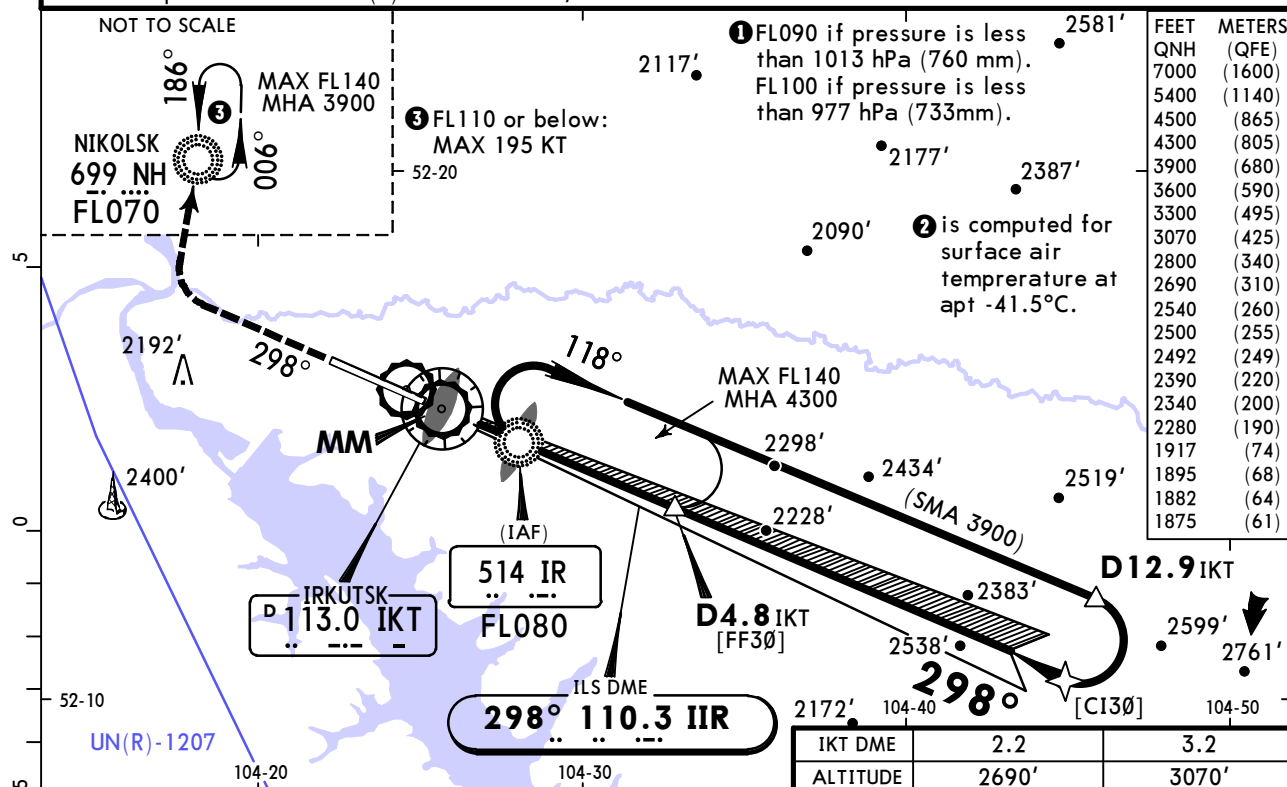 NOT TO SCALE
186°
MAX FL140
MHA 3900
3
006°
NIKOLSK
699 NH
FL070
3 FL110 or below:
MAX 195 KT
52-20
2117'
1 FL090 if pressure is less
than 1013 hPa (760 mm).
FL100 if pressure is less
than 977 hPa (733mm).
2581'
2177'
2387'
2090'
2 is computed for
surface air
temprerature at
apt -41.5°C.
FEET METERS
QNH (QFE)
7000 (1600)
5400 (1140)
4500 (865)
4300 (805)
3900 (680)
3600 (590)
3300 (495)
3070 (425)
2800 (340)
2690 (310)
2540 (260)
2500 (255)
2492 (249)
2390 (220)
2340 (200)
2280 (190)
1917 (74)
1895 (68)
1882 (64)
1875 (61)
5
2192'
298°
118°
MAX FL140
MHA 4300
MM
2298'
2434'
2519'
2400'
(SMA 3900)
0
2228'
(IAF)
514 IR
FL080
IRKUTSK
D 113.0 IKT
D4.8 IKT
[FF3Ø]
2383'
D12.9 IKT
2538'
2599'
2761'
298°
[CI3Ø]
52-10
ILS DME
298° 110.3 IIR
2172'
104-40
104-50
UN(R)-1207
104-20
104-30
5
IKT DME 2.2 3.2
ALTITUDE 2690' 3070'